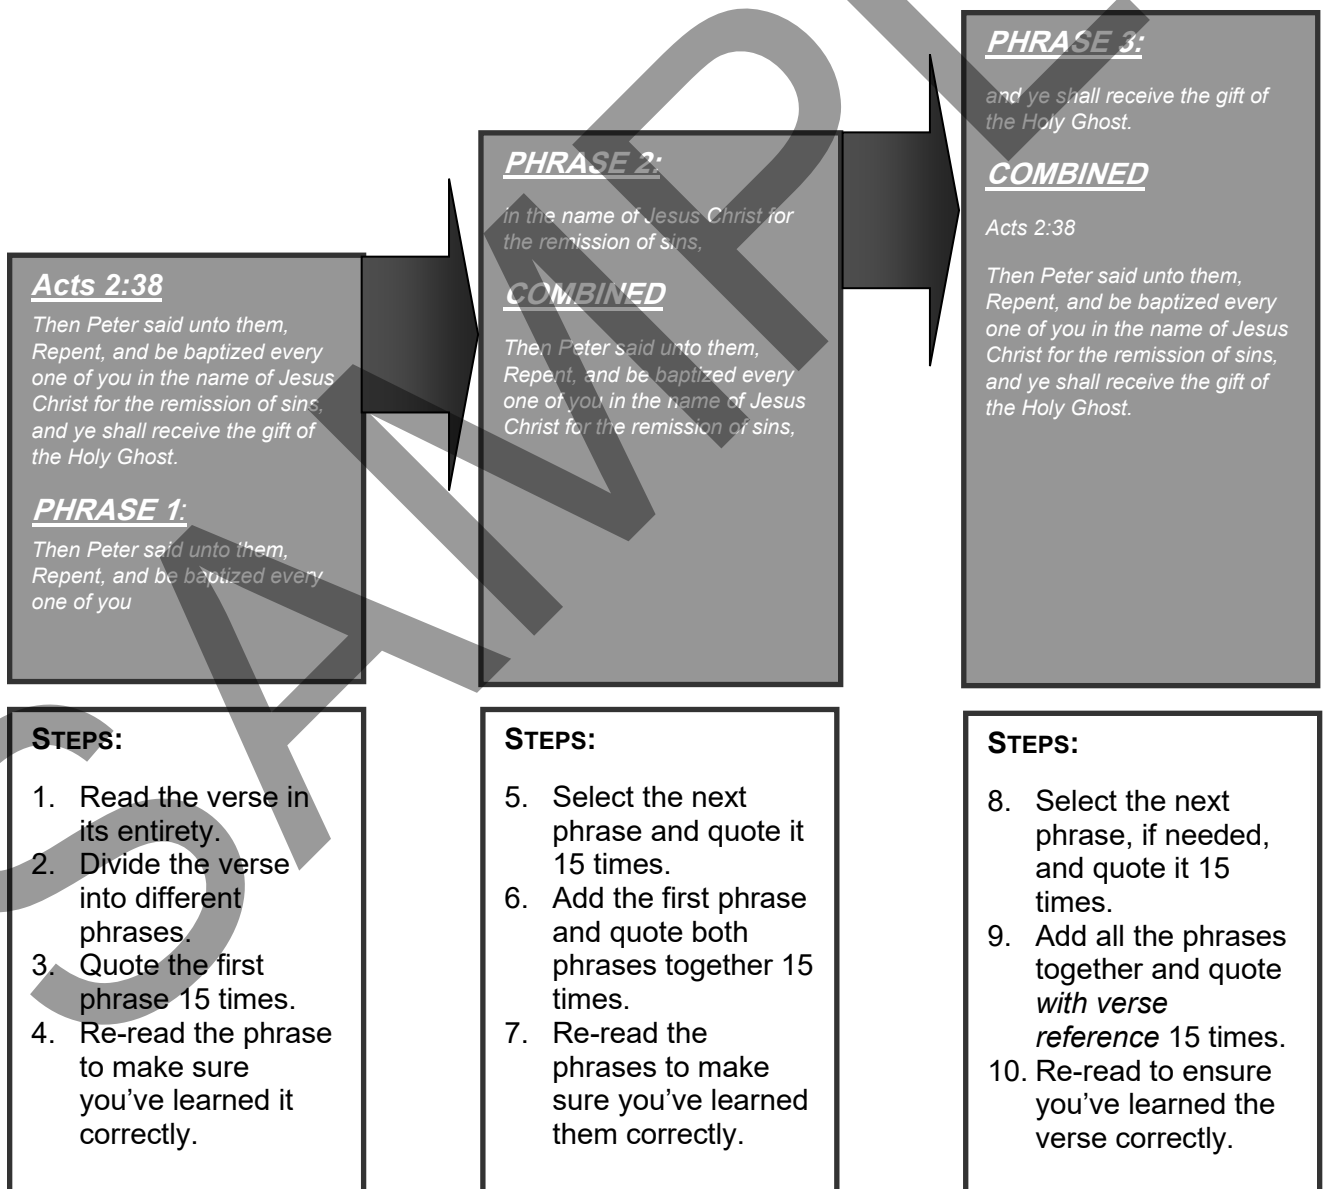 Acts 2:38
Then Peter said unto them,
Repent, and be baptized every
one of you in the name of Jesus
Christ for the remission of sins,
and ye shall receive the gift of
the Holy Ghost.
PHRASE 1:
Then Peter said unto them,
Repent, and be baptized every
one of you
PHRASE 2:
in the name of Jesus Christ for
the remission of sins,
COMBINED
Then Peter said unto them,
Repent, and be baptized every
one of you in the name of Jesus
Christ for the remission of sins,
PHRASE 3:
and ye shall receive the gift of
the Holy Ghost.
COMBINED
Acts 2:38
Then Peter said unto them,
Repent, and be baptized every
one of you in the name of Jesus
Christ for the remission of sins,
and ye shall receive the gift of
the Holy Ghost.
STEPS:
1. Read the verse in
its entirety.
2. Divide the verse
into different
phrases.
3. Quote the first
phrase 15 times.
4. Re-read the phrase
to make sure
you've learned it
correctly.
STEPS:
5. Select the next
phrase and quote it
15 times.
6. Add the first phrase
and quote both
phrases together 15
times.
7. Re-read the
phrases to make
sure you've learned
them correctly.
STEPS:
8. Select the next
phrase, if needed,
and quote it 15
times.
9. Add all the phrases
together and quote
with verse
reference 15 times.
10. Re-read to ensure
you've learned the
verse correctly.
SAMPL